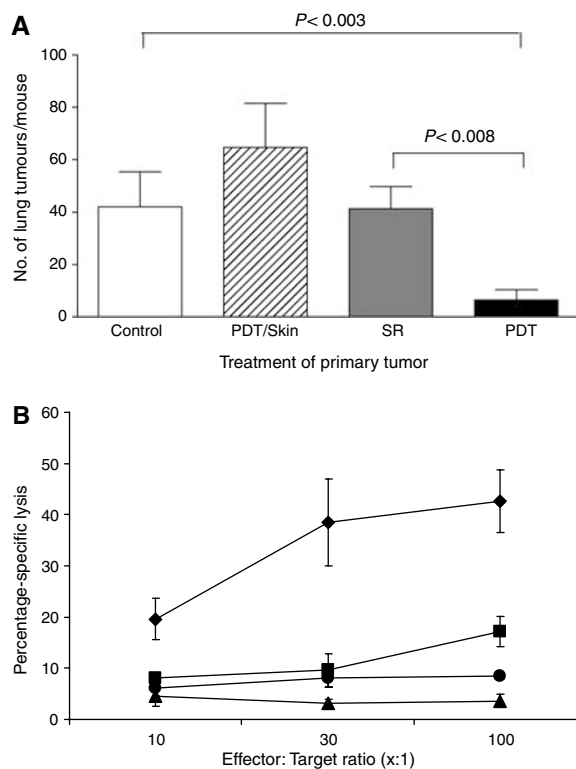 A
P< 0.003
100
80
60
40
20
0
No. of lung tumours/mouse
P< 0.008
Control PDT/Skin SR PDT
Treatment of primary tumor
B
60
50
40
30
20
10
0
Percentage-specific lysis
10 30 100
Effector: Target ratio (x:1)